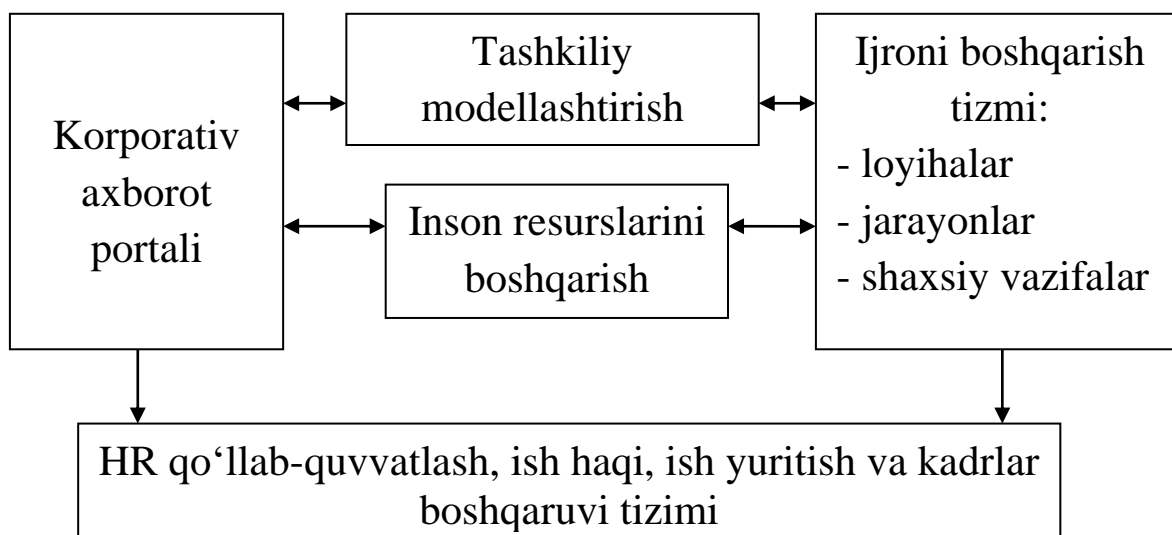 Korporativ
axborot
portali
Tashkiliy
modellashtirish
Inson resurslarini
boshqarish
Ijroni boshqarish
tizmi:
- loyihalar
- jarayonlar
- shaxsiy vazifalar
HR qo‘llab-quvvatlash, ish haqi, ish yuritish va kadrlar
boshqaruvi tizimi